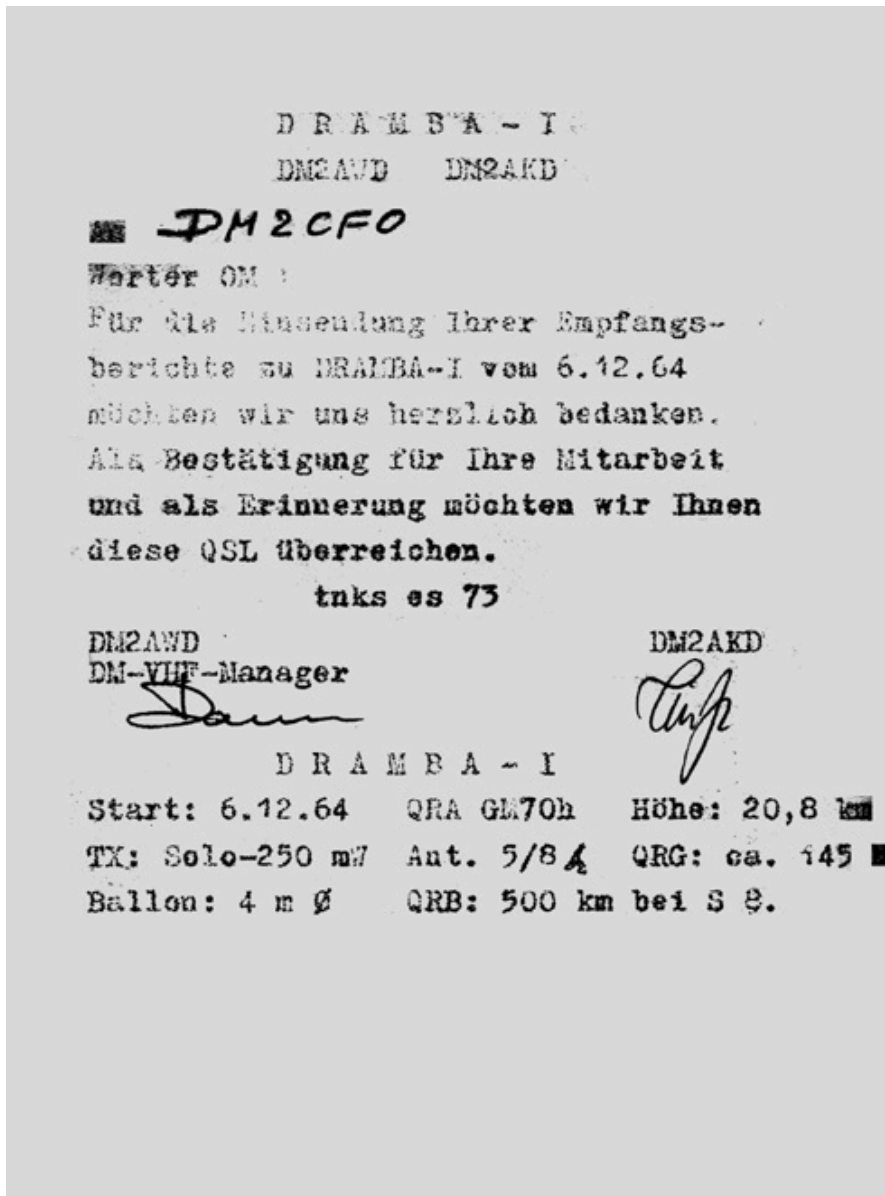 D R A M B A - I
DM2AWD DM2AKD
An DM2CFO
Werter OM :
Für die Einsendung Ihrer Empfangs-
berichte zu DRAMBA-I vom 6.12.64
möchten wir uns herzlich bedanken.
Als Bestätigung für Ihre Mitarbeit
und als Erinnerung möchten wir Ihnen
diese QSL überreichen.
tnks es 73
DM2AWD DM2AKD
DM-VHF-Manager
D R A M B A - I
Start: 6.12.64 QRA GM70h Höhe: 20,8 km
TX: Solo-250 mW Ant. 5/8 λ QRG: ca. 145
Ballon: 4 m Ø QRB: 500 km bei S 8.